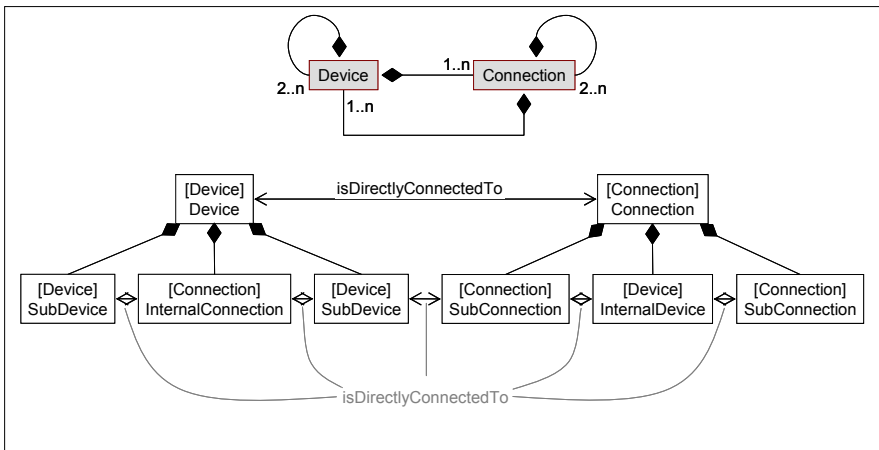 Device
1..n
Connection
2..n
1..n
2..n
[Device]
Device
isDirectlyConnectedTo
[Connection]
Connection
[Device]
SubDevice
[Connection]
InternalConnection
[Device]
SubDevice
[Connection]
SubConnection
[Device]
InternalDevice
[Connection]
SubConnection
isDirectlyConnectedTo